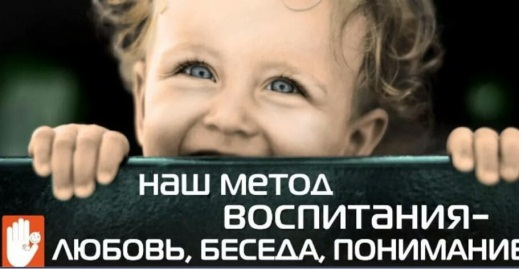 наш метод
воспитания-
любовь, беседа, понимание